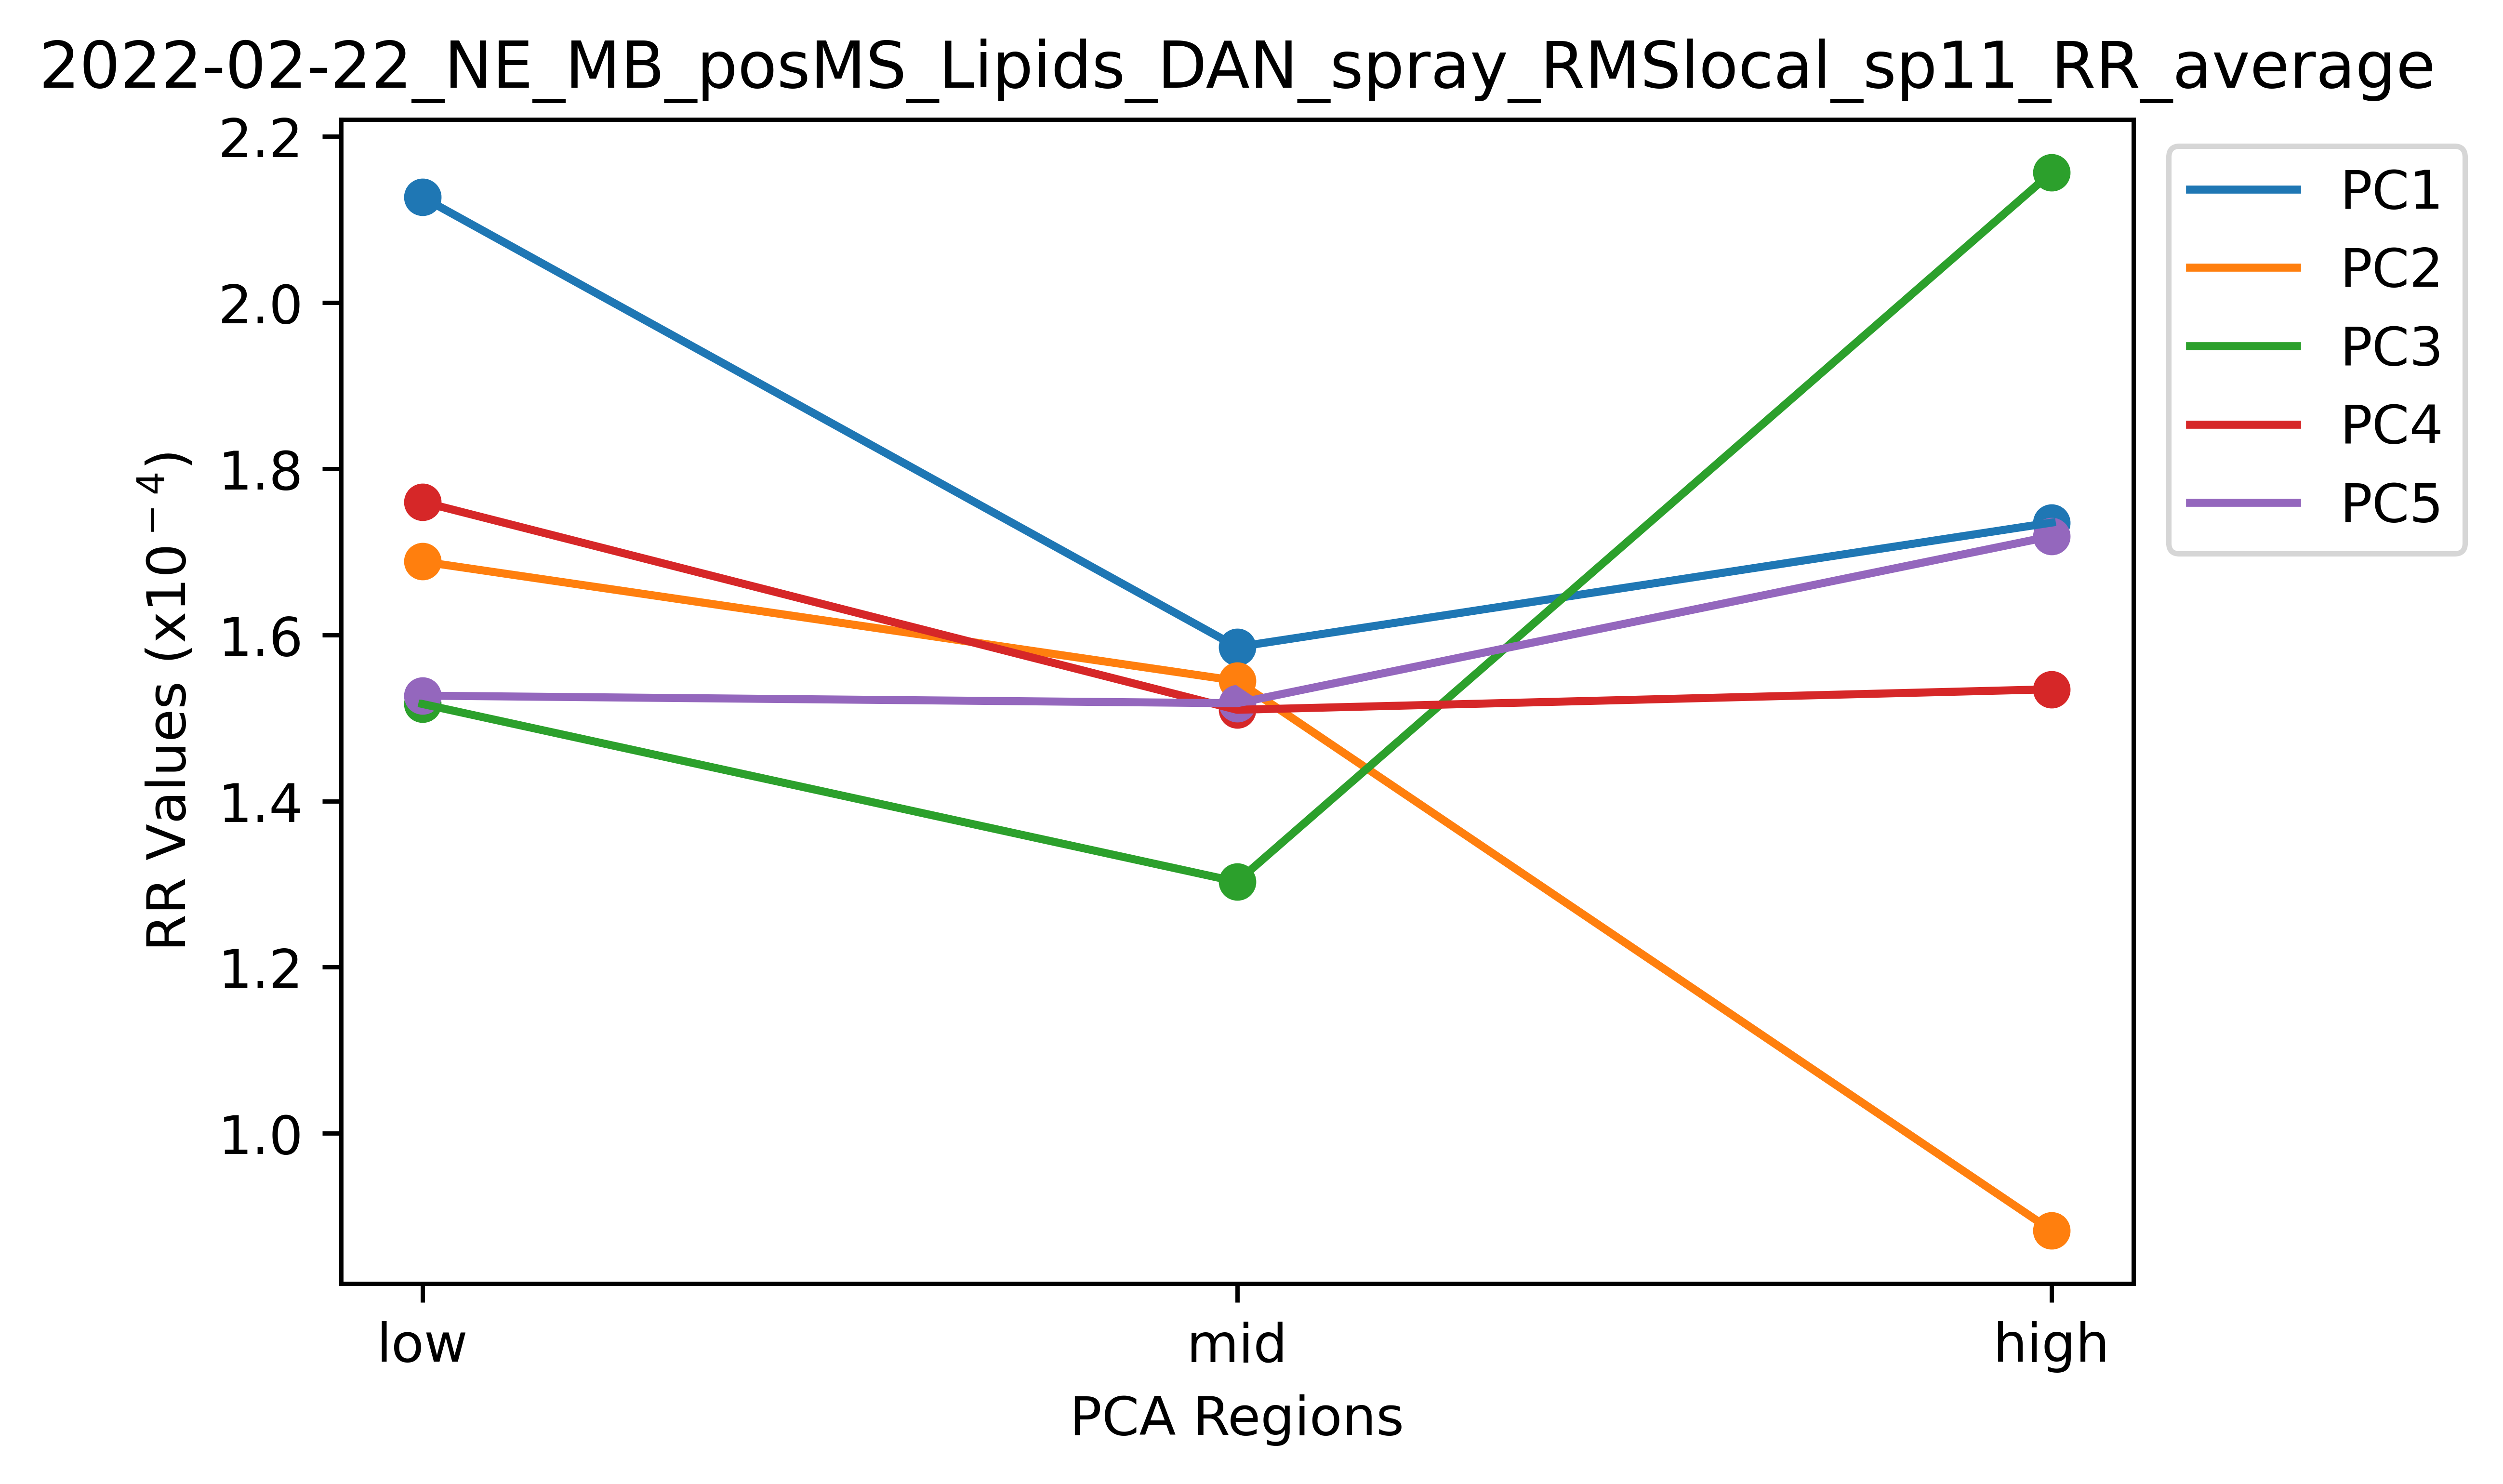 2022-02-22_NE_MB_posMS_Lipids_DAN_spray_RMSlocal_sp11_RR_average
RR Values (x10⁻⁴)
2.2
2.0
1.8
1.6
1.4
1.2
1.0
low
mid
high
PCA Regions
PC1
PC2
PC3
PC4
PC5